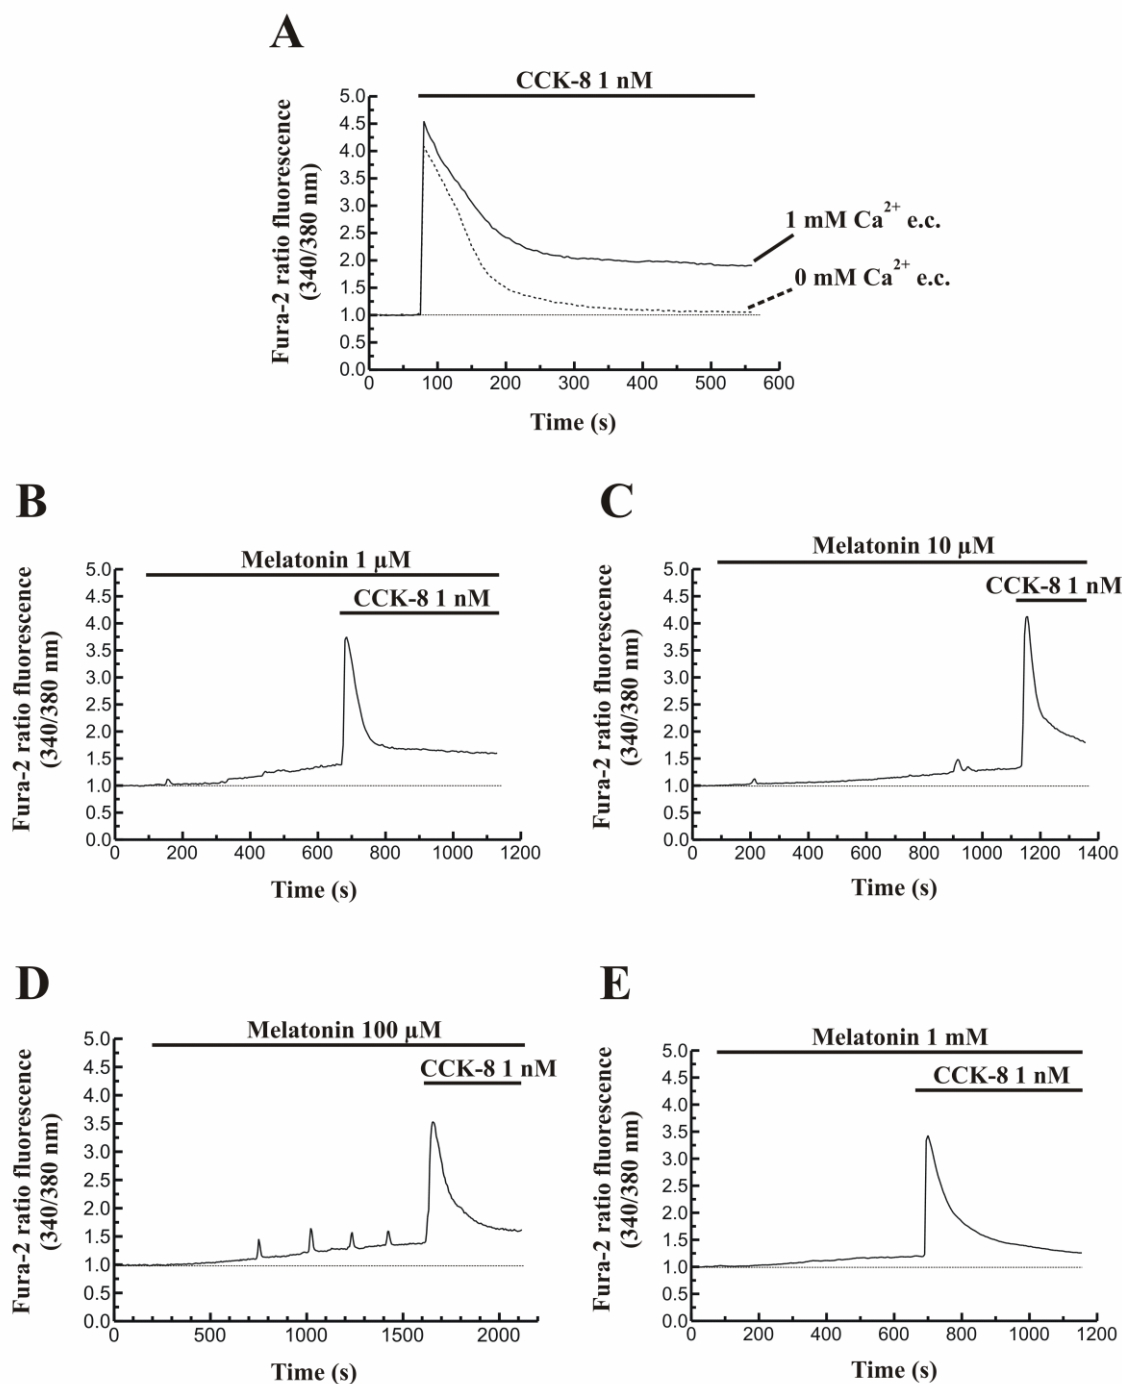 A
CCK-8 1 nM
Fura-2 ratio fluorescence
(340/380 nm)
5.0
4.5
4.0
3.5
3.0
2.5
2.0
1.5
1.0
0.5
0.0
1 mM Ca²⁺ e.c.
0 mM Ca²⁺ e.c.
0 100 200 300 400 500 600
Time (s)
B
Melatonin 1 µM
CCK-8 1 nM
Fura-2 ratio fluorescence
(340/380 nm)
5.0
4.5
4.0
3.5
3.0
2.5
2.0
1.5
1.0
0.5
0.0
0 200 400 600 800 1000 1200
Time (s)
C
Melatonin 10 µM
CCK-8 1 nM
Fura-2 ratio fluorescence
(340/380 nm)
5.0
4.5
4.0
3.5
3.0
2.5
2.0
1.5
1.0
0.5
0.0
0 200 400 600 800 1000 1200 1400
Time (s)
D
Melatonin 100 µM
CCK-8 1 nM
Fura-2 ratio fluorescence
(340/380 nm)
5.0
4.5
4.0
3.5
3.0
2.5
2.0
1.5
1.0
0.5
0.0
0 500 1000 1500 2000
Time (s)
E
Melatonin 1 mM
CCK-8 1 nM
Fura-2 ratio fluorescence
(340/380 nm)
5.0
4.5
4.0
3.5
3.0
2.5
2.0
1.5
1.0
0.5
0.0
0 200 400 600 800 1000 1200
Time (s)